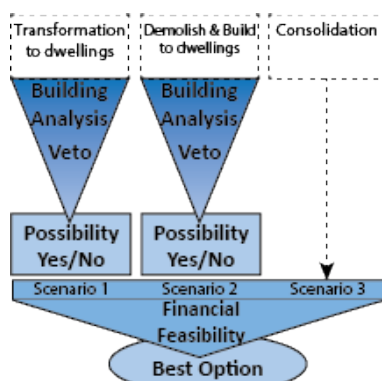 Transformation
to dwellings
Demolish & Build
to dwellings
Consolidation
Building
Analysis
Veto
Building
Analysis
Veto
Possibility
Yes/No
Possibility
Yes/No
Scenario 1
Scenario 2
Scenario 3
Financial
Feasibility
Best Option